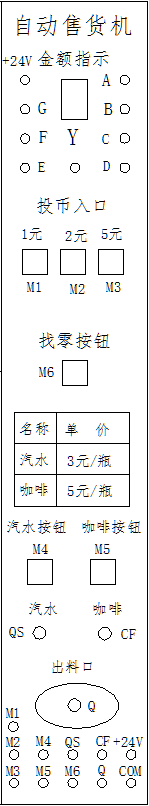 自动售货机
+24V 金额指示
A
G B
F Y C
E D
投币入口
1元 2元 5元
M1 M2 M3
找零按钮
M6
名称 单 价
汽水 3元/瓶
咖啡 5元/瓶
汽水按钮 咖啡按钮
M4 M5
汽水 咖啡
QS CF
出料口
Q
M1
M2 M4 QS CF +24V
M3 M5 M6 Q COM